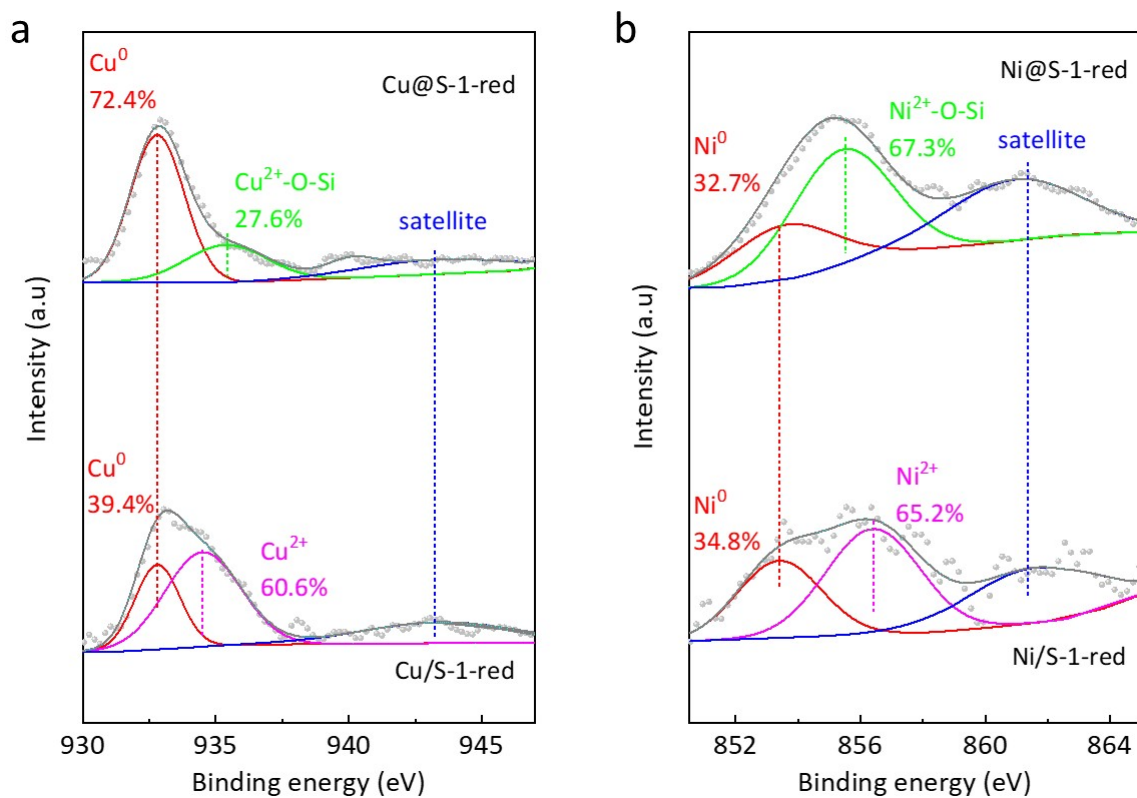 a
Cu⁰
72.4%
Cu@S-1-red
Cu²⁺-O-Si
27.6%
satellite
Cu⁰
39.4%
Cu²⁺
60.6%
Cu/S-1-red
Intensity (a.u)
930 935 940 945
Binding energy (eV)
b
Ni@S-1-red
Ni²⁺-O-Si
67.3%
satellite
Ni⁰
32.7%
Ni²⁺
65.2%
Ni⁰
34.8%
Ni/S-1-red
Intensity (a.u)
852 856 860 864
Binding energy (eV)